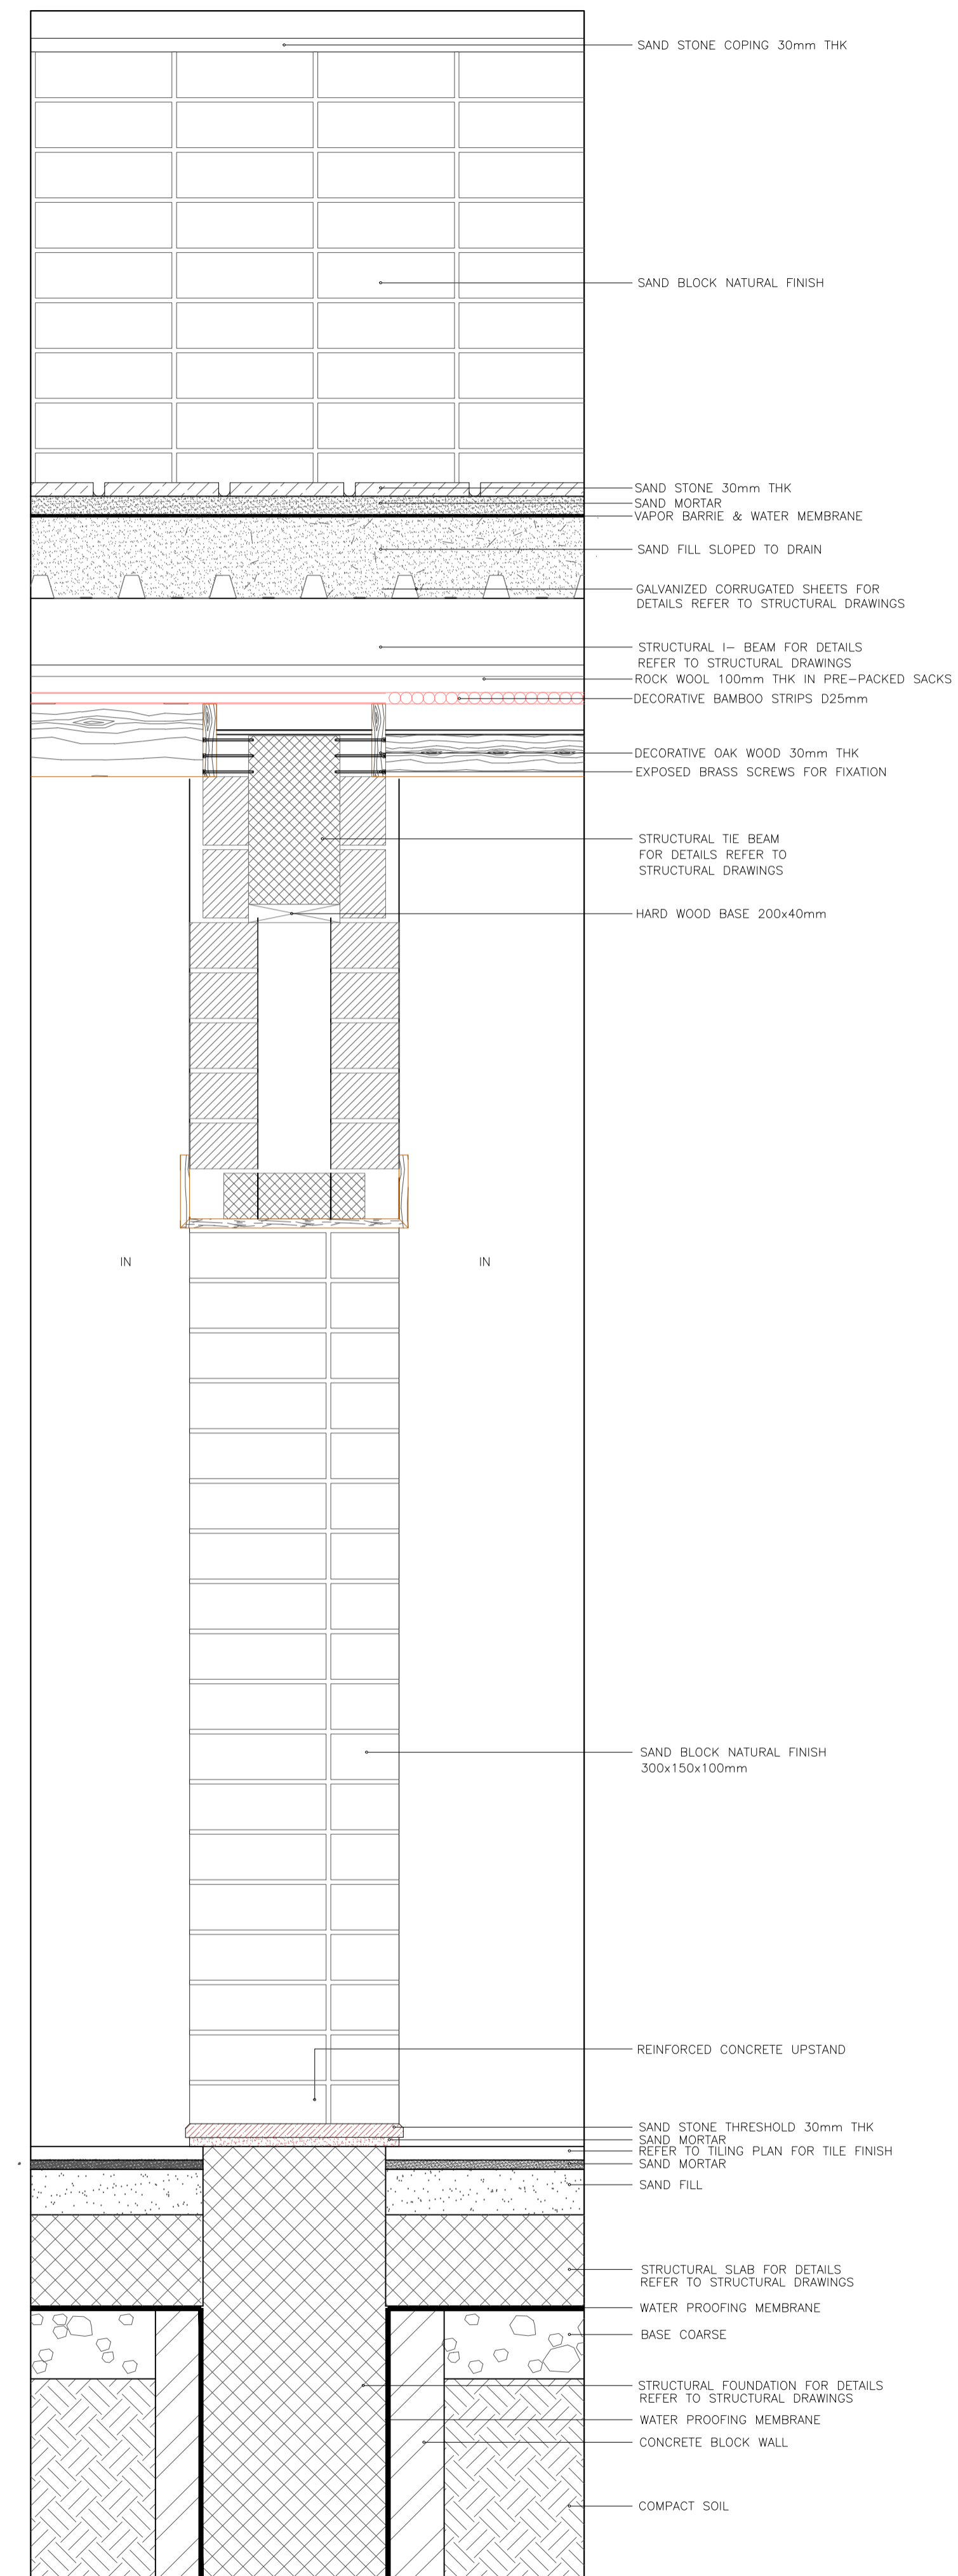 SAND STONE COPING 30mm THK
SAND BLOCK NATURAL FINISH
SAND STONE 30mm THK
SAND MORTAR
VAPOR BARRIE & WATER MEMBRANE
SAND FILL SLOPED TO DRAIN
GALVANIZED CORRUGATED SHEETS FOR
DETAILS REFER TO STRUCTURAL DRAWINGS
STRUCTURAL I- BEAM FOR DETAILS
REFER TO STRUCTURAL DRAWINGS
ROCK WOOL 100mm THK IN PRE-PACKED SACKS
DECORATIVE BAMBOO STRIPS D25mm
DECORATIVE OAK WOOD 30mm THK
EXPOSED BRASS SCREWS FOR FIXATION
STRUCTURAL TIE BEAM
FOR DETAILS REFER TO
STRUCTURAL DRAWINGS
HARD WOOD BASE 200x40mm
IN
IN
SAND BLOCK NATURAL FINISH
300x150x100mm
REINFORCED CONCRETE UPSTAND
SAND STONE THRESHOLD 30mm THK
SAND MORTAR
REFER TO TILING PLAN FOR TILE FINISH
SAND MORTAR
SAND FILL
STRUCTURAL SLAB FOR DETAILS
REFER TO STRUCTURAL DRAWINGS
WATER PROOFING MEMBRANE
BASE COARSE
STRUCTURAL FOUNDATION FOR DETAILS
REFER TO STRUCTURAL DRAWINGS
WATER PROOFING MEMBRANE
CONCRETE BLOCK WALL
COMPACT SOIL